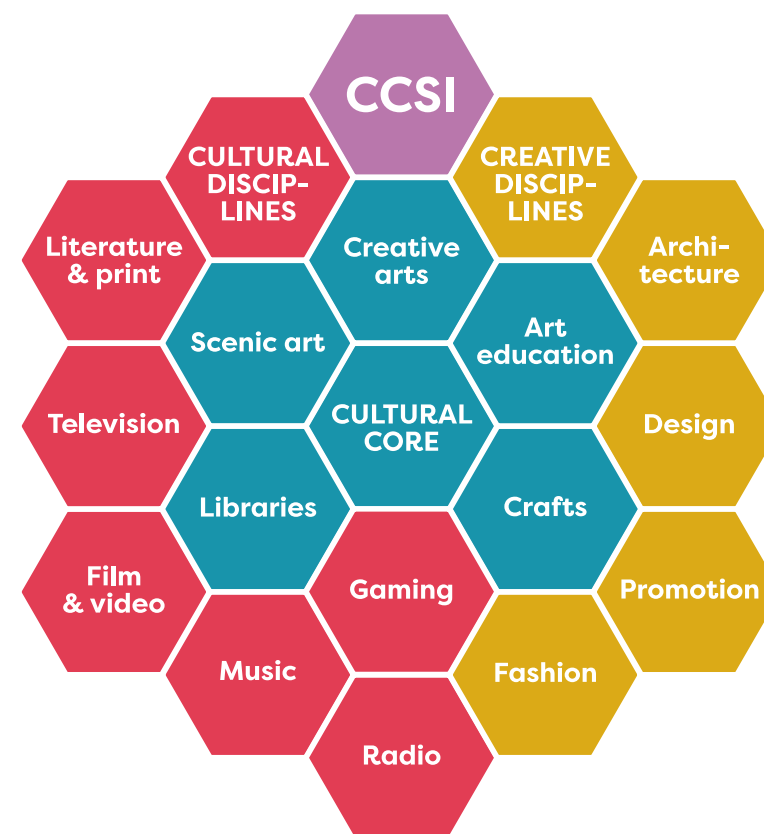 CCSI
CULTURAL
DISCIP-
LINES
CREATIVE
DISCIP-
LINES
Literature
& print
Creative
arts
Archi-
tecture
Scenic art
Art
education
Television
CULTURAL
CORE
Design
Libraries
Crafts
Film
& video
Gaming
Promotion
Music
Fashion
Radio